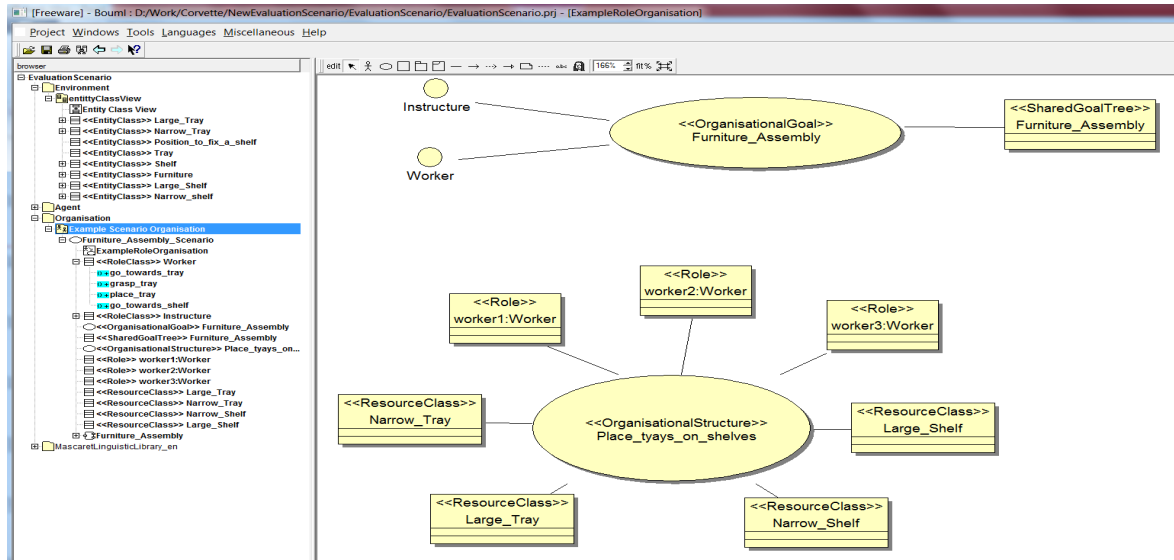 [Freeware] - Bouml : D:/Work/Corvette/NewEvaluationScenario/EvaluationScenario/EvaluationScenario.prj - [ExampleRoleOrganisation]
Project Windows Tools Languages Miscellaneous Help
browser
EvaluationScenario
Environment
entittyClassView
Entity Class View
<<EntityClass>> Large_Tray
<<EntityClass>> Narrow_Tray
<<EntityClass>> Position_to_fix_a_shelf
<<EntityClass>> Tray
<<EntityClass>> Shelf
<<EntityClass>> Furniture
<<EntityClass>> Large_Shelf
<<EntityClass>> Narrow_shelf
Agent
Organisation
Example Scenario Organisation
Furniture_Assembly_Scenario
ExampleRoleOrganisation
<<RoleClass>> Worker
go_towards_tray
grasp_tray
place_tray
go_towards_shelf
<<RoleClass>> Instructure
<<OrganisationalGoal>> Furniture_Assembly
<<SharedGoalTree>> Furniture_Assembly
<<OrganisationalStructure>> Place_tyays_on...
<<Role>> worker1:Worker
<<Role>> worker2:Worker
<<Role>> worker3:Worker
<<ResourceClass>> Large_Tray
<<ResourceClass>> Narrow_Tray
<<ResourceClass>> Narrow_Shelf
<<ResourceClass>> Large_Shelf
Furniture_Assembly
MascaretLinguisticLibrary_en
edit abc 166% fit%
Instructure
Worker
<<OrganisationalGoal>>
Furniture_Assembly
<<SharedGoalTree>>
Furniture_Assembly
<<Role>>
worker1:Worker
<<Role>>
worker2:Worker
<<Role>>
worker3:Worker
<<ResourceClass>>
Narrow_Tray
<<OrganisationalStructure>>
Place_tyays_on_shelves
<<ResourceClass>>
Large_Shelf
<<ResourceClass>>
Large_Tray
<<ResourceClass>>
Narrow_Shelf